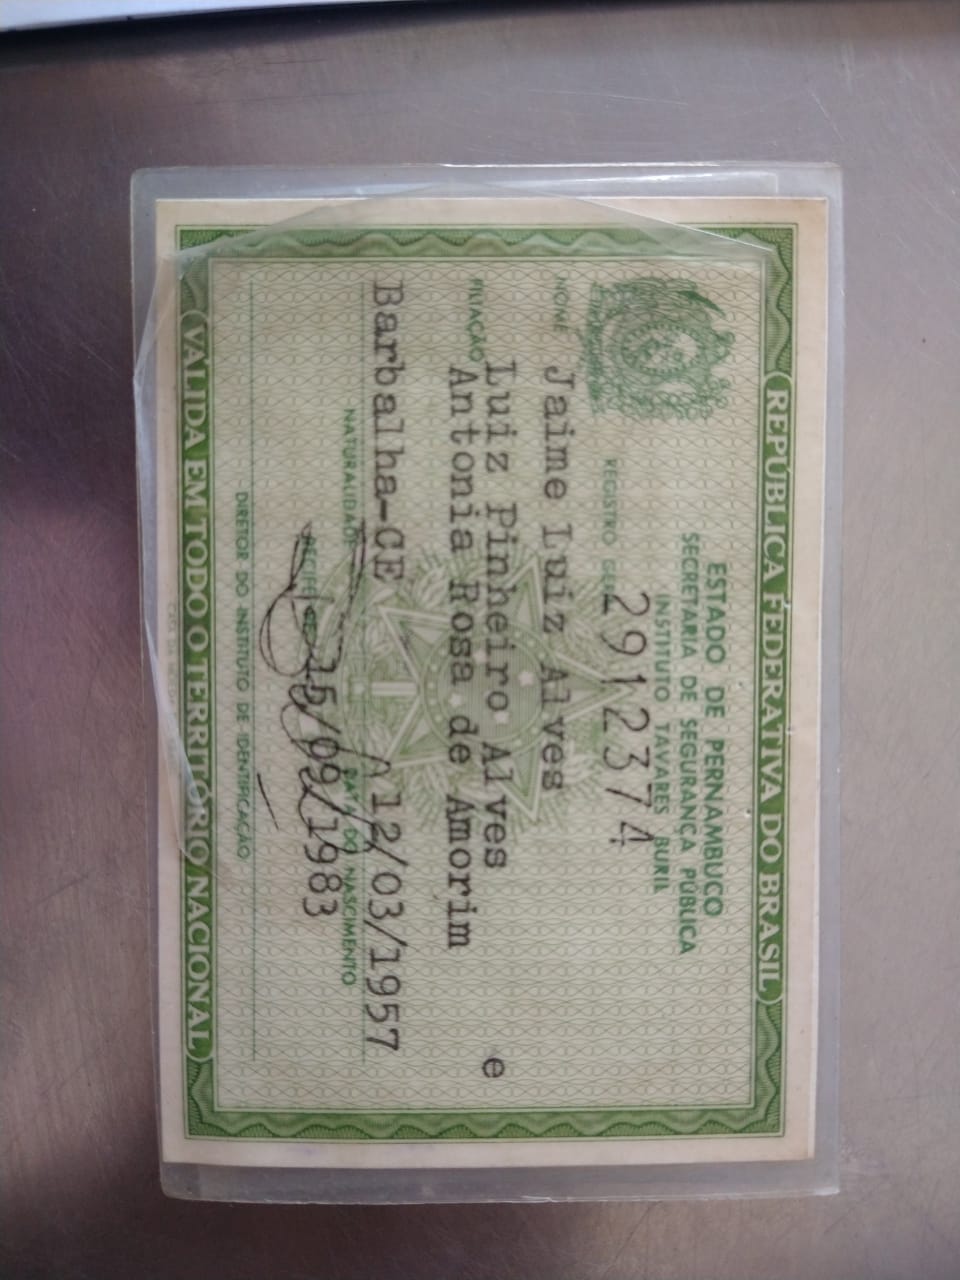 REPÚBLICA FEDERATIVA DO BRASIL
ESTADO DE PERNAMBUCO
SECRETARIA DE SEGURANÇA PÚBLICA
INSTITUTO TAVARES BURIL
REGISTRO GERAL 2912374
NOME Jaime Luiz Alves
Luiz Pinheiro Alves e
FILIAÇÃO Antonia Rosa de Amorim
Barbalha-CE 12/03/1957
NATURALIDADE DATA DO NASCIMENTO
RECIFE 15/09/1983
DIRETOR DO INSTITUTO DE IDENTIFICAÇÃO
VÁLIDA EM TODO O TERRITÓRIO NACIONAL